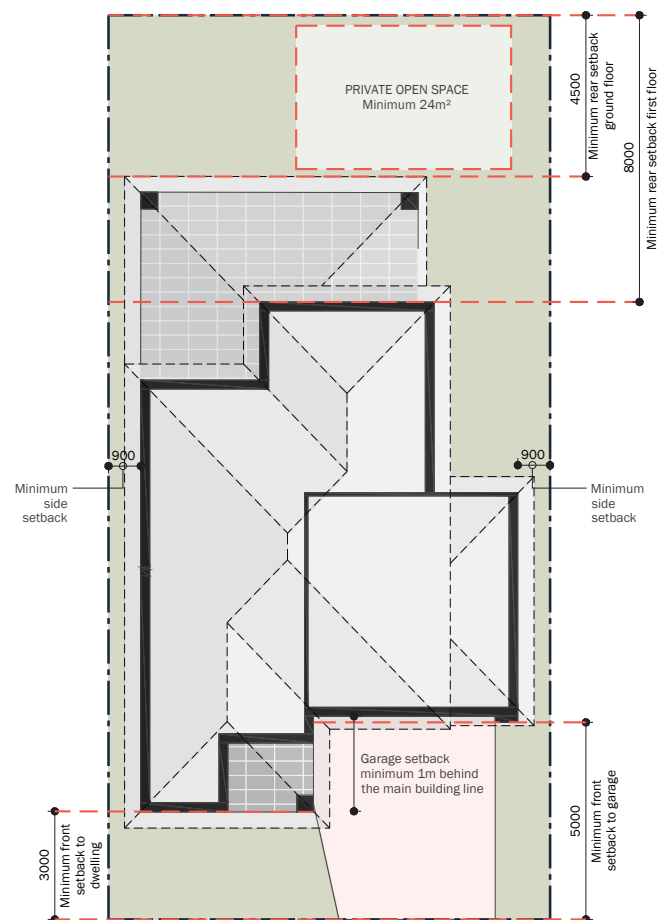 PRIVATE OPEN SPACE
Minimum 24m²
4500
Minimum rear setback
ground floor
8000
Minimum rear setback first floor
900
Minimum
side
setback
900
Minimum
side
setback
Garage setback
minimum 1m behind
the main building line
3000
Minimum front
setback to
dwelling
5000
Minimum front
setback to garage